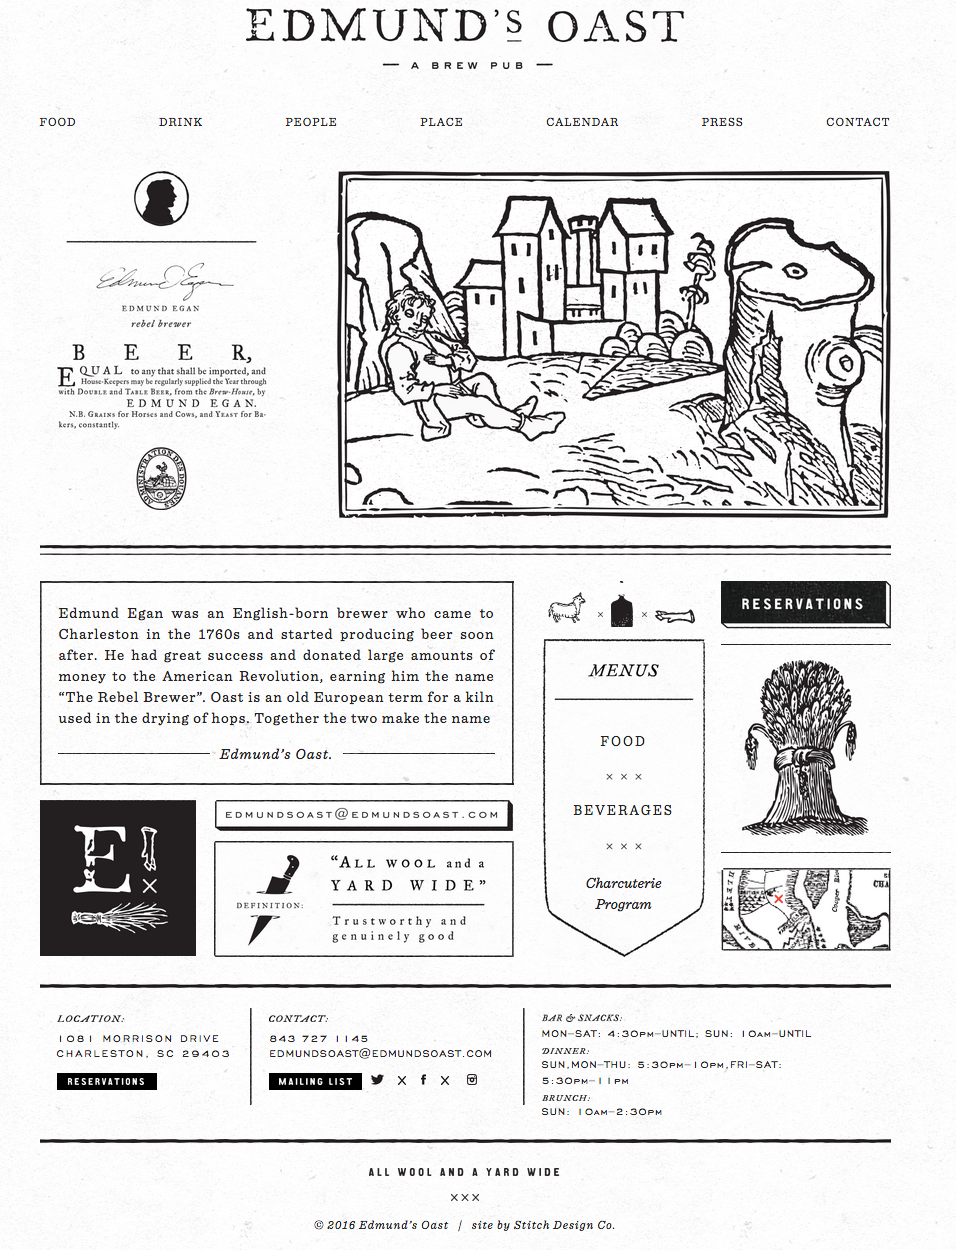 EDMUND's OAST
— A BREW PUB —
FOOD DRINK PEOPLE PLACE CALENDAR PRESS CONTACT
Edmund Egan
EDMUND EGAN
rebel brewer
B E E R,
EQUAL to any that shall be imported, and
House-Keepers may be regularly supplied the Year through
with DOUBLE and TABLE BEER, from the Brew-House, by
EDMUND EGAN.
N.B. GRAINS for Horses and Cows, and YEAST for Ba-
kers, constantly.
ADMINISTRATION DES DOUANES
Edmund Egan was an English-born brewer who came to
Charleston in the 1760s and started producing beer soon
after. He had great success and donated large amounts of
money to the American Revolution, earning him the name
“The Rebel Brewer”. Oast is an old European term for a kiln
used in the drying of hops. Together the two make the name
Edmund’s Oast.
E
×
EDMUNDSOAST@EDMUNDSOAST.COM
DEFINITION:
“ALL WOOL and a
YARD WIDE”
Trustworthy and
genuinely good
× ×
MENUS
FOOD
× × ×
BEVERAGES
× × ×
Charcuterie
Program
RESERVATIONS
Cooper
CHA
LOCATION:
1081 MORRISON DRIVE
CHARLESTON, SC 29403
RESERVATIONS
CONTACT:
843 727 1145
EDMUNDSOAST@EDMUNDSOAST.COM
MAILING LIST × f ×
BAR & SNACKS:
MON–SAT: 4:30PM–UNTIL; SUN: 10AM–UNTIL
DINNER:
SUN,MON–THU: 5:30PM–10PM,FRI–SAT:
5:30PM–11PM
BRUNCH:
SUN: 10AM–2:30PM
ALL WOOL AND A YARD WIDE
×××
© 2016 Edmund’s Oast / site by Stitch Design Co.